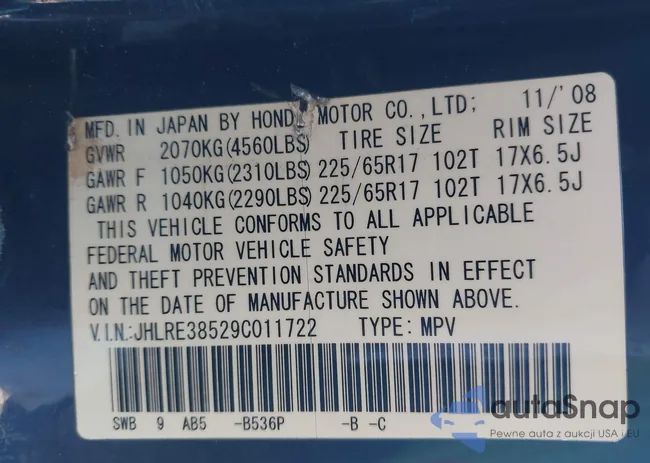 MFD. IN JAPAN BY HONDA MOTOR CO., LTD; 11/'08
GVWR 2070KG(4560LBS) TIRE SIZE RIM SIZE
GAWR F 1050KG(2310LBS) 225/65R17 102T 17X6.5J
GAWR R 1040KG(2290LBS) 225/65R17 102T 17X6.5J
THIS VEHICLE CONFORMS TO ALL APPLICABLE
FEDERAL MOTOR VEHICLE SAFETY
AND THEFT PREVENTION STANDARDS IN EFFECT
ON THE DATE OF MANUFACTURE SHOWN ABOVE.
V.I.N.:JHLRE38529C011722 TYPE: MPV
SWB 9 AB5 -B536P -B -C
autoSnap
Pewne auta z aukcji USA i EU